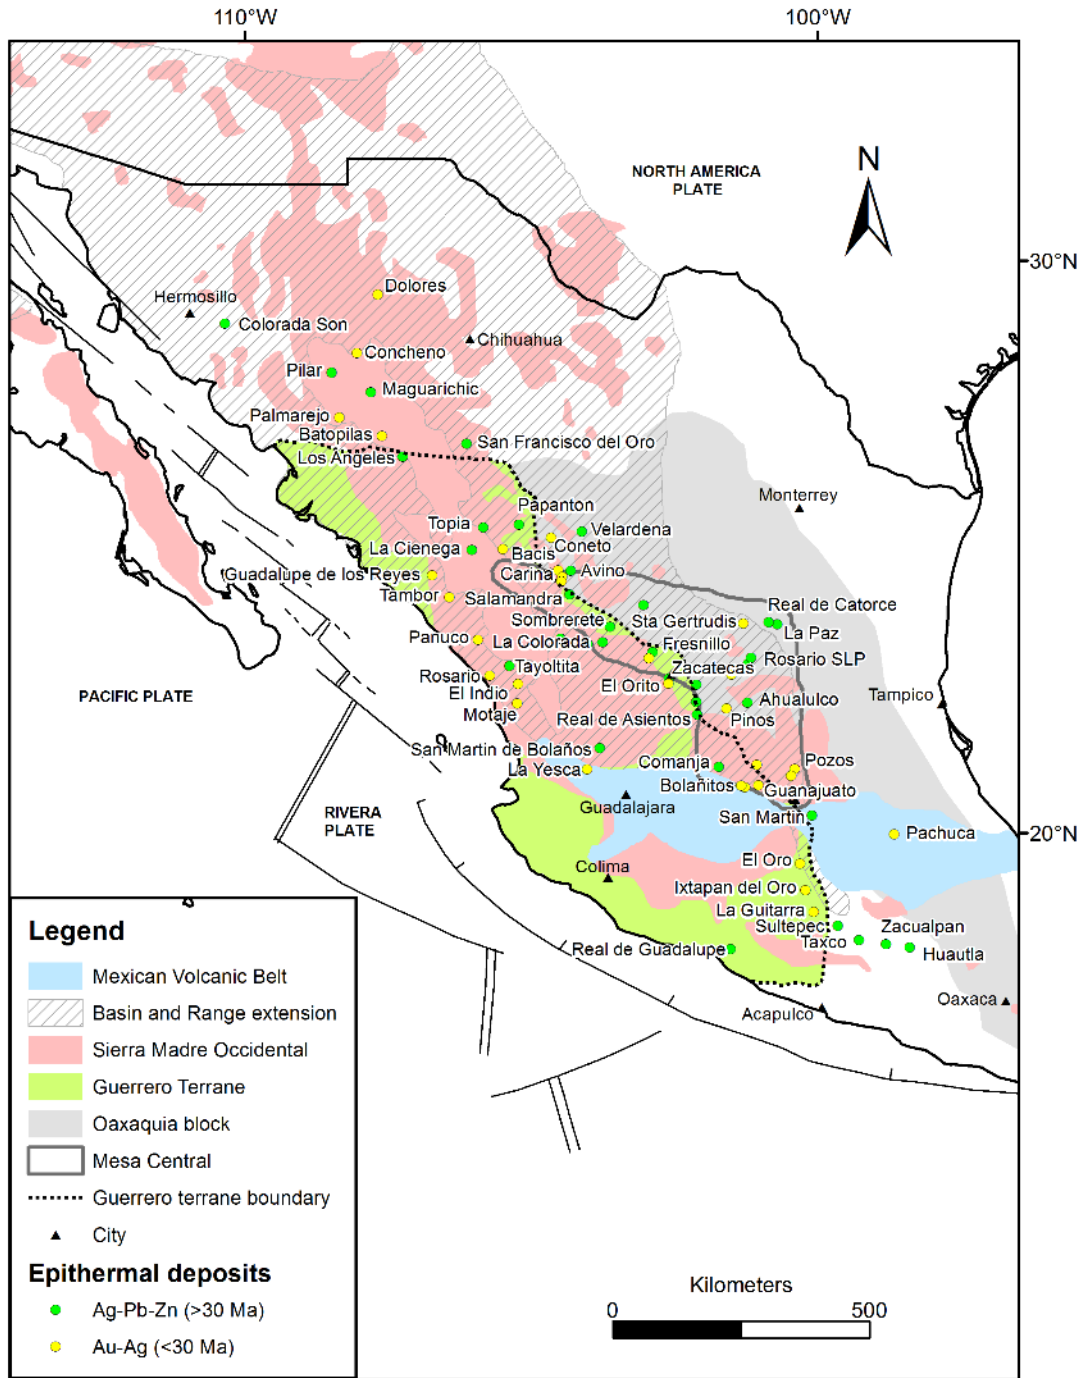 110°W
100°W
NORTH AMERICA
PLATE
N
30°N
Dolores
Hermosillo
Colorada Son
Chihuahua
Concheno
Pilar
Maguarichic
Palmarejo
Batopilas
San Francisco del Oro
Los Angeles
Monterrey
Papanton
Topia
Velardena
Coneto
La Cienega
Bacis
Guadalupe de los Reyes
Carina
Avino
Tambor
Salamandra
Real de Catorce
Sombrerete
Sta Gertrudis
La Paz
Panuco
La Colorada
Fresnillo
Rosario SLP
Tayoltita
Zacatecas
Rosario
El Orito
PACIFIC PLATE
El Indio
Tampico
Ahualulco
Motaje
Real de Asientos
Pinos
San Martin de Bolaños
Comanja
Pozos
La Yesca
Bolañitos
Guanajuato
Guadalajara
RIVERA
PLATE
San Martin
20°N
Pachuca
El Oro
Colima
Ixtapan del Oro
La Guitarra
Sultepec
Zacualpan
Taxco
Real de Guadalupe
Huautla
Oaxaca
Acapulco
Legend
Mexican Volcanic Belt
Basin and Range extension
Sierra Madre Occidental
Guerrero Terrane
Oaxaquia block
Mesa Central
Guerrero terrane boundary
City
Epithermal deposits
Ag-Pb-Zn (>30 Ma)
Au-Ag (<30 Ma)
Kilometers
0
500